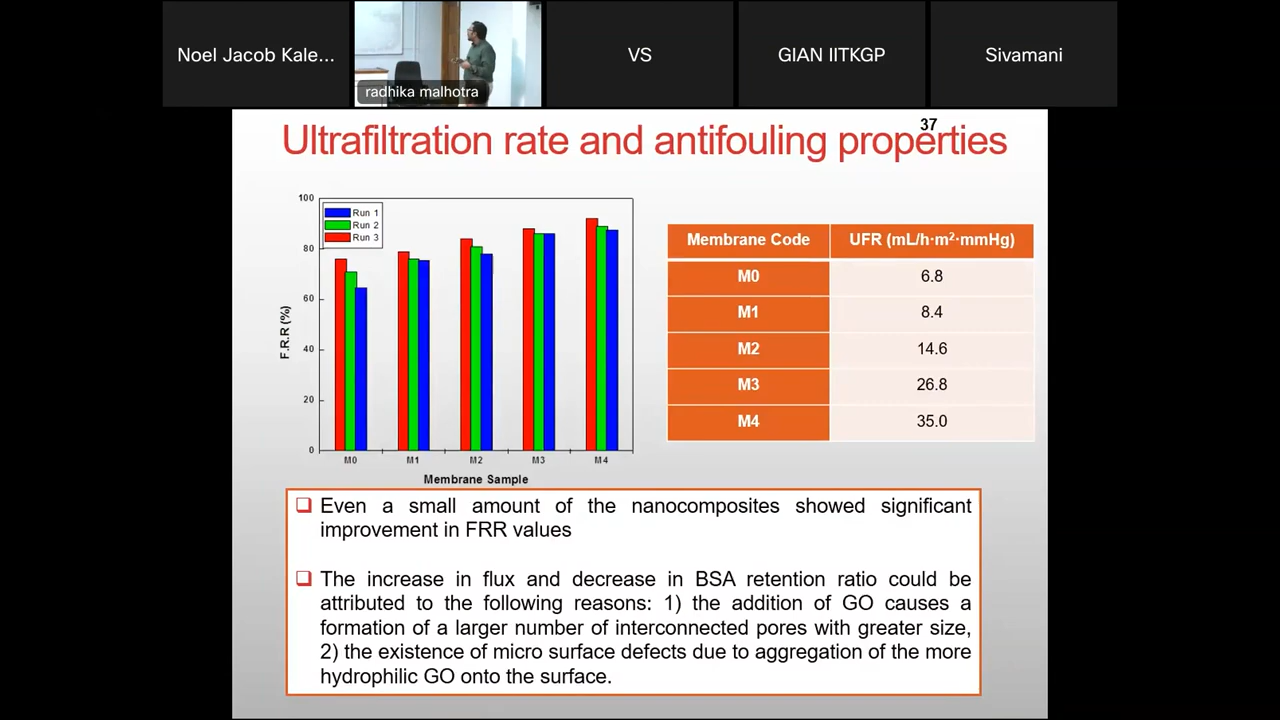 Noel Jacob Kale...
radhika malhotra
VS
GIAN IITKGP
Sivamani
37
Ultrafiltration rate and antifouling properties
100
80
60
40
20
0
F.R.R (%)
Run 1
Run 2
Run 3
M0 M1 M2 M3 M4
Membrane Sample
Membrane Code UFR (mL/h·m²·mmHg)
M0 6.8
M1 8.4
M2 14.6
M3 26.8
M4 35.0
Even a small amount of the nanocomposites showed significant
improvement in FRR values
The increase in flux and decrease in BSA retention ratio could be
attributed to the following reasons: 1) the addition of GO causes a
formation of a larger number of interconnected pores with greater size,
2) the existence of micro surface defects due to aggregation of the more
hydrophilic GO onto the surface.